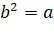 b² = a